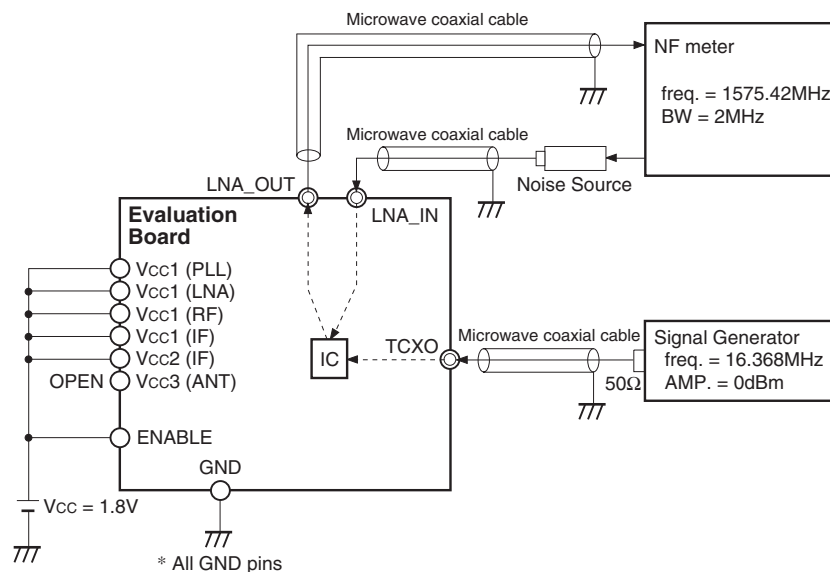 Microwave coaxial cable
NF meter
freq. = 1575.42MHz
BW = 2MHz
Microwave coaxial cable
Noise Source
LNA_OUT
LNA_IN
Evaluation
Board
VCC1 (PLL)
VCC1 (LNA)
VCC1 (RF)
VCC1 (IF)
VCC2 (IF)
OPEN
VCC3 (ANT)
ENABLE
IC
TCXO
Microwave coaxial cable
50Ω
Signal Generator
freq. = 16.368MHz
AMP. = 0dBm
GND
VCC = 1.8V
* All GND pins